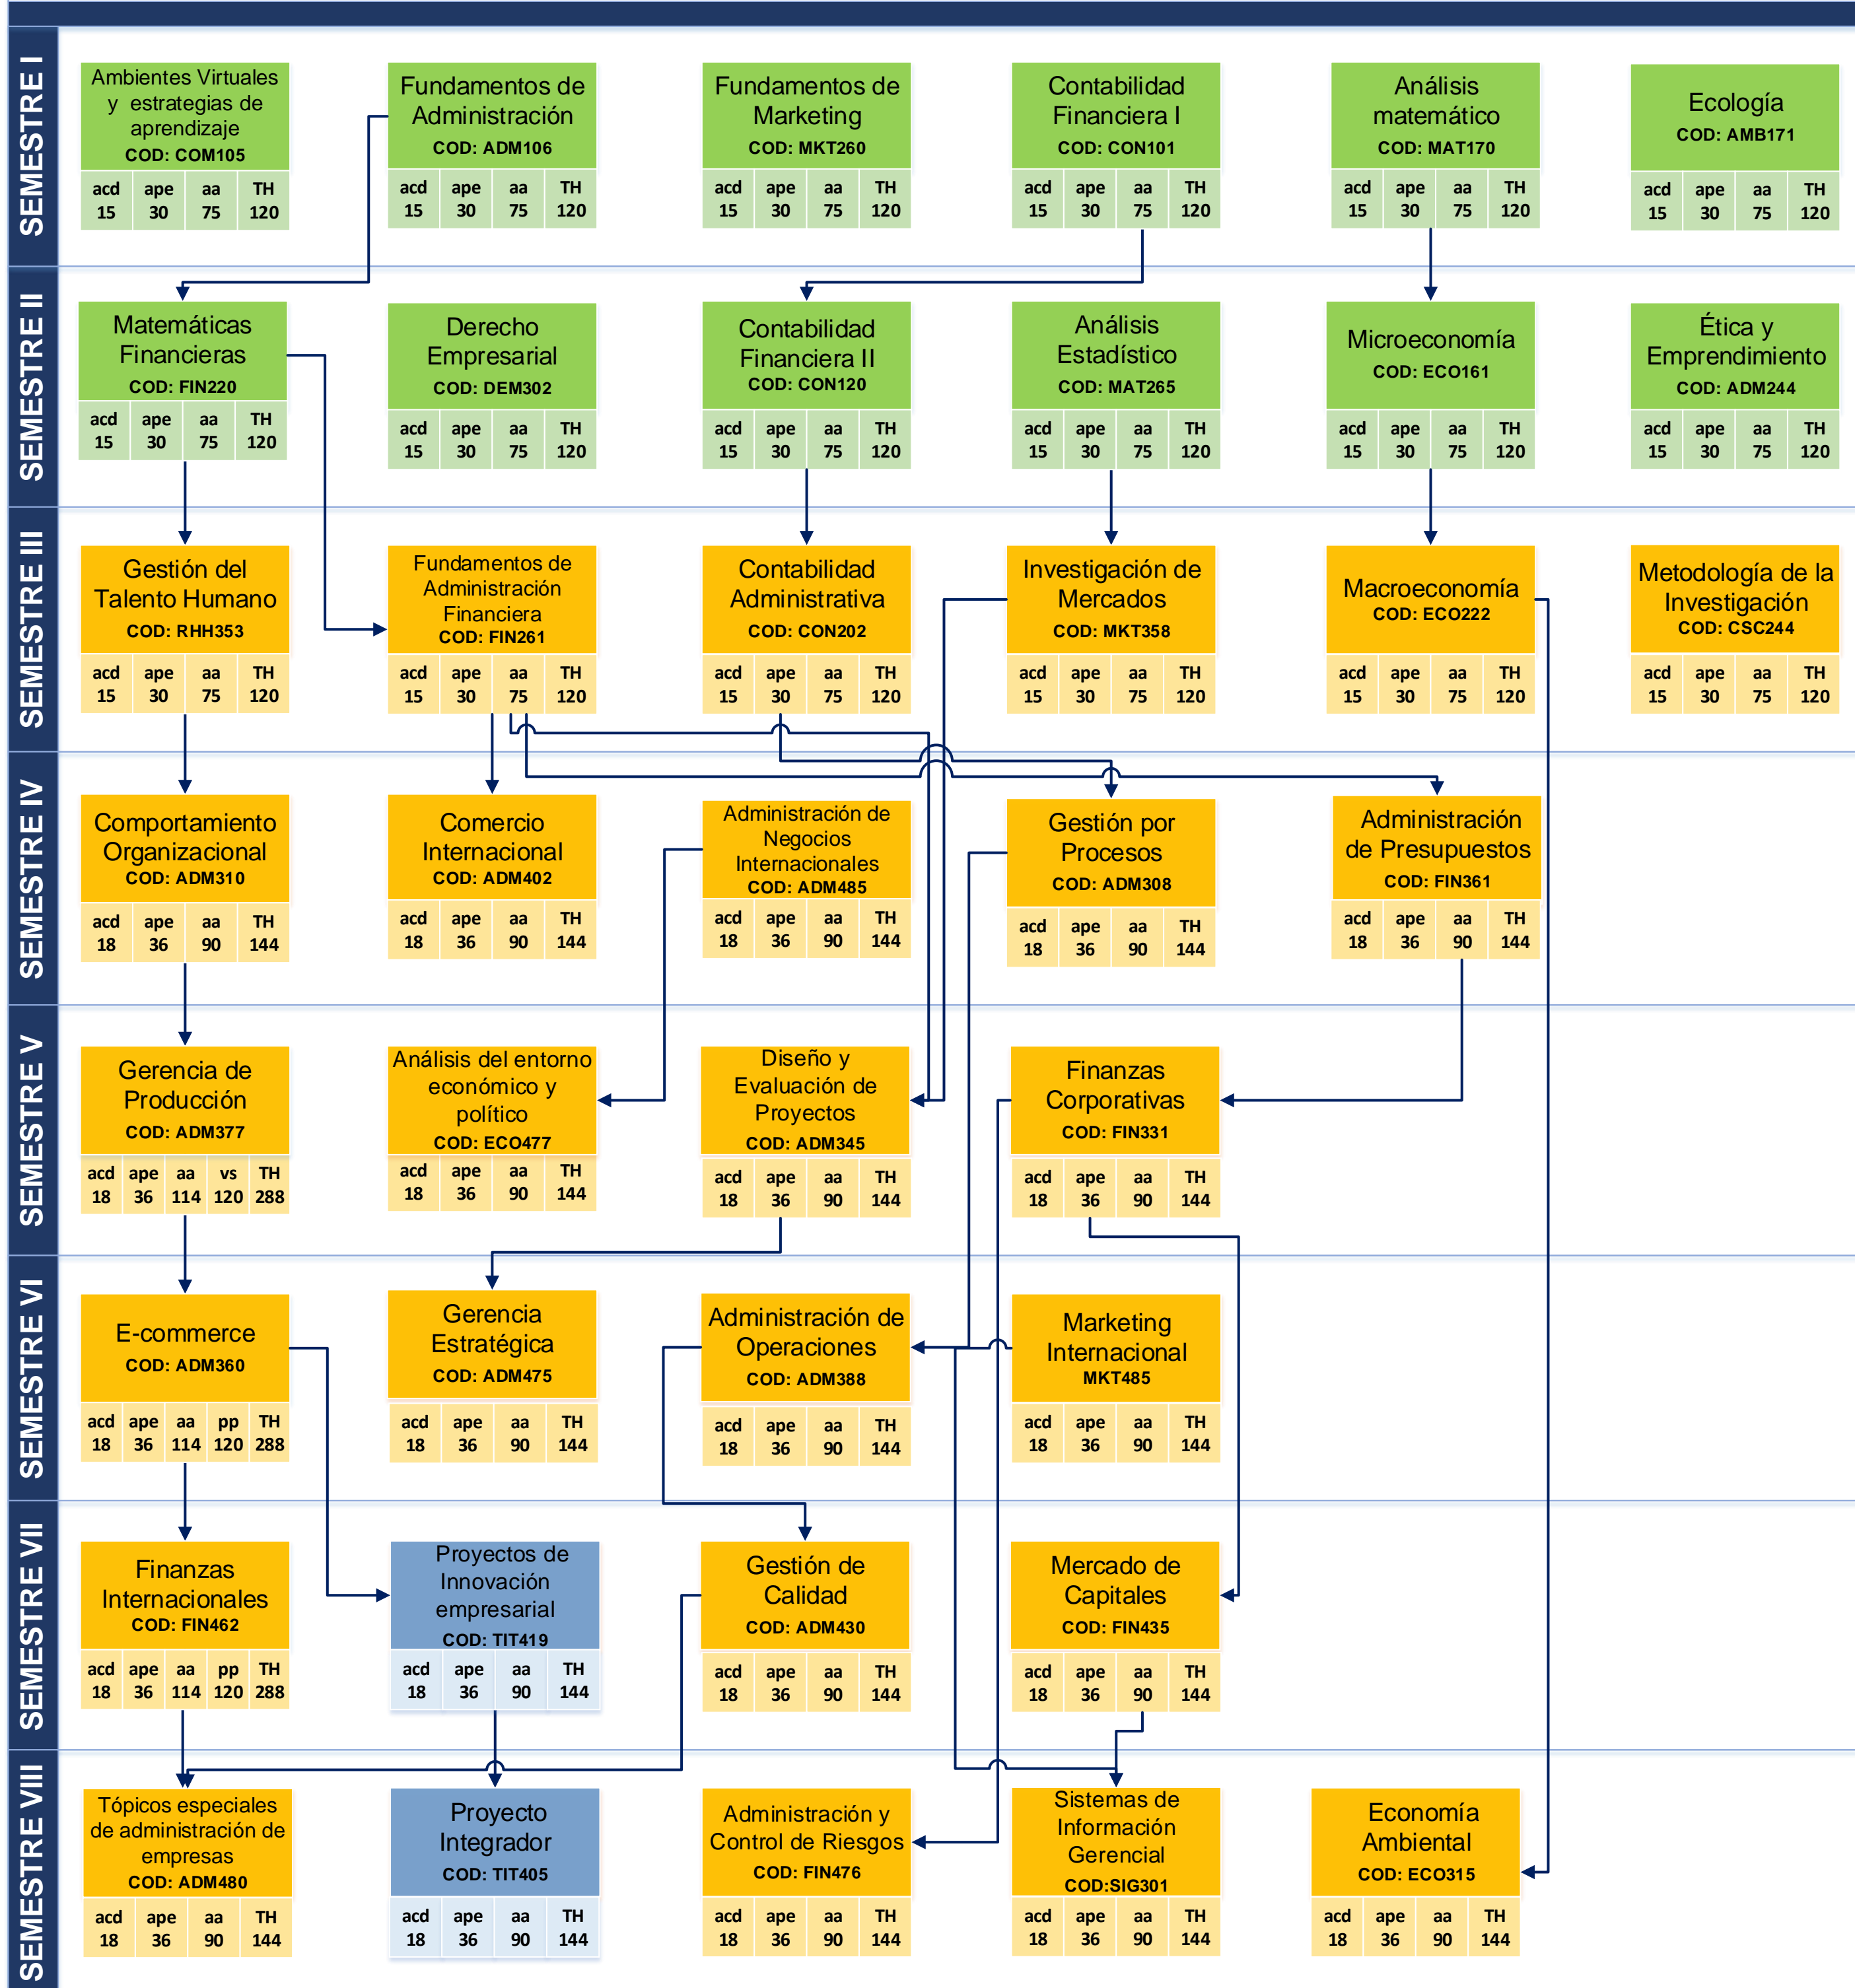 SEMESTRE I
Ambientes Virtuales
y estrategias de
aprendizaje
COD: COM105
acd ape aa TH
15 30 75 120
Fundamentos de
Administración
COD: ADM106
acd ape aa TH
15 30 75 120
Fundamentos de
Marketing
COD: MKT260
acd ape aa TH
15 30 75 120
Contabilidad
Financiera I
COD: CON101
acd ape aa TH
15 30 75 120
Análisis
matemático
COD: MAT170
acd ape aa TH
15 30 75 120
Ecología
COD: AMB171
acd ape aa TH
15 30 75 120
SEMESTRE II
Matemáticas
Financieras
COD: FIN220
acd ape aa TH
15 30 75 120
Derecho
Empresarial
COD: DEM302
acd ape aa TH
15 30 75 120
Contabilidad
Financiera II
COD: CON120
acd ape aa TH
15 30 75 120
Análisis
Estadístico
COD: MAT265
acd ape aa TH
15 30 75 120
Microeconomía
COD: ECO161
acd ape aa TH
15 30 75 120
Ética y
Emprendimiento
COD: ADM244
acd ape aa TH
15 30 75 120
SEMESTRE III
Gestión del
Talento Humano
COD: RHH353
acd ape aa TH
15 30 75 120
Fundamentos de
Administración
Financiera
COD: FIN261
acd ape aa TH
15 30 75 120
Contabilidad
Administrativa
COD: CON202
acd ape aa TH
15 30 75 120
Investigación de
Mercados
COD: MKT358
acd ape aa TH
15 30 75 120
Macroeconomía
COD: ECO222
acd ape aa TH
15 30 75 120
Metodología de la
Investigación
COD: CSC244
acd ape aa TH
15 30 75 120
SEMESTRE IV
Comportamiento
Organizacional
COD: ADM310
acd ape aa TH
18 36 90 144
Comercio
Internacional
COD: ADM402
acd ape aa TH
18 36 90 144
Administración de
Negocios
Internacionales
COD: ADM485
acd ape aa TH
18 36 90 144
Gestión por
Procesos
COD: ADM308
acd ape aa TH
18 36 90 144
Administración
de Presupuestos
COD: FIN361
acd ape aa TH
18 36 90 144
SEMESTRE V
Gerencia de
Producción
COD: ADM377
acd ape aa vs TH
18 36 114 120 288
Análisis del entorno
económico y
político
COD: ECO477
acd ape aa TH
18 36 90 144
Diseño y
Evaluación de
Proyectos
COD: ADM345
acd ape aa TH
18 36 90 144
Finanzas
Corporativas
COD: FIN331
acd ape aa TH
18 36 90 144
SEMESTRE VI
E-commerce
COD: ADM360
acd ape aa pp TH
18 36 114 120 288
Gerencia
Estratégica
COD: ADM475
acd ape aa TH
18 36 90 144
Administración de
Operaciones
COD: ADM388
acd ape aa TH
18 36 90 144
Marketing
Internacional
MKT485
acd ape aa TH
18 36 90 144
SEMESTRE VII
Finanzas
Internacionales
COD: FIN462
acd ape aa pp TH
18 36 114 120 288
Proyectos de
Innovación
empresarial
COD: TIT419
acd ape aa TH
18 36 90 144
Gestión de
Calidad
COD: ADM430
acd ape aa TH
18 36 90 144
Mercado de
Capitales
COD: FIN435
acd ape aa TH
18 36 90 144
SEMESTRE VIII
Tópicos especiales
de administración de
empresas
COD: ADM480
acd ape aa TH
18 36 90 144
Proyecto
Integrador
COD: TIT405
acd ape aa TH
18 36 90 144
Administración y
Control de Riesgos
COD: FIN476
acd ape aa TH
18 36 90 144
Sistemas de
Información
Gerencial
COD:SIG301
acd ape aa TH
18 36 90 144
Economía
Ambiental
COD: ECO315
acd ape aa TH
18 36 90 144